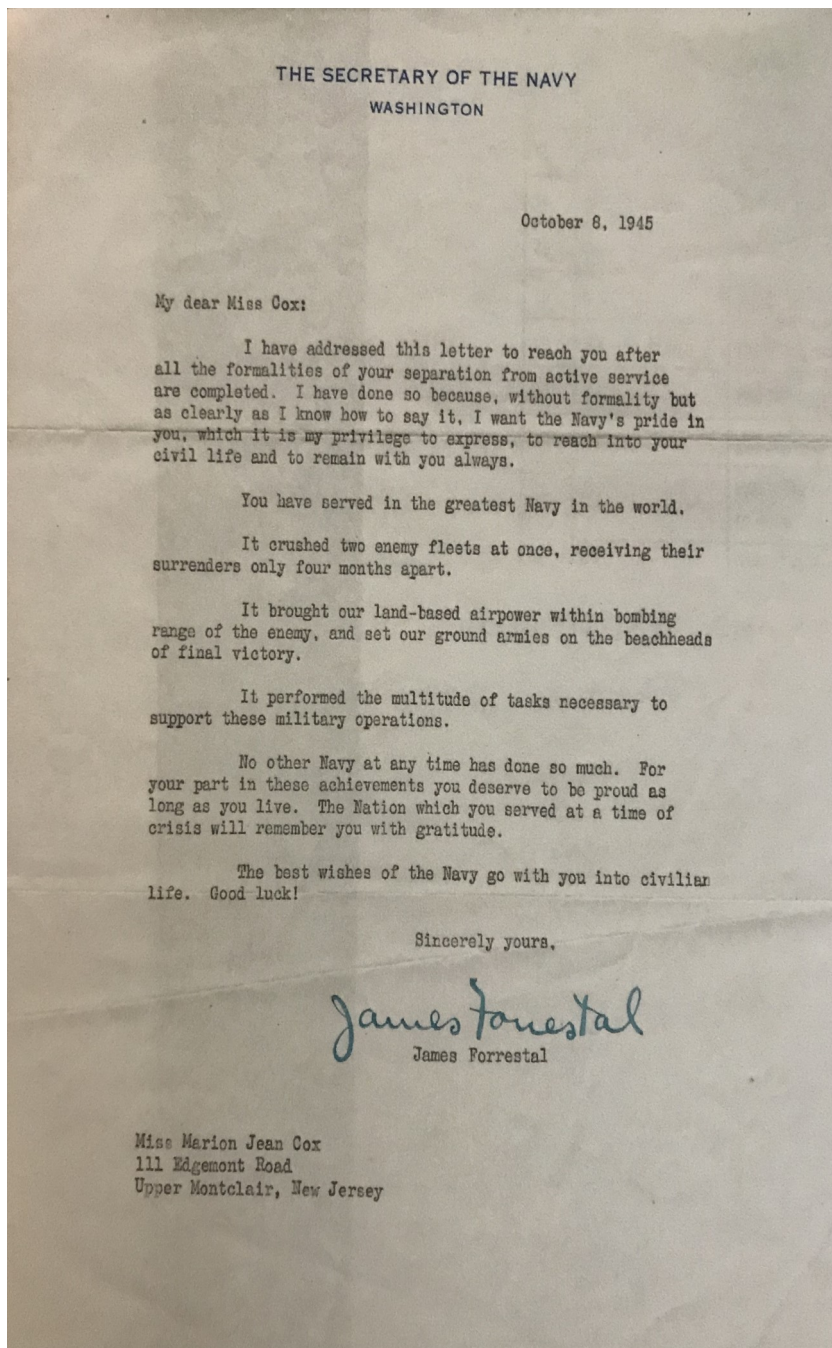 THE SECRETARY OF THE NAVY
WASHINGTON
October 8, 1945
My dear Miss Cox:
I have addressed this letter to reach you after
all the formalities of your separation from active service
are completed. I have done so because, without formality but
as clearly as I know how to say it, I want the Navy's pride in
you, which it is my privilege to express, to reach into your
civil life and to remain with you always.
You have served in the greatest Navy in the world.
It crushed two enemy fleets at once, receiving their
surrenders only four months apart.
It brought our land-based airpower within bombing
range of the enemy, and set our ground armies on the beachheads
of final victory.
It performed the multitude of tasks necessary to
support these military operations.
No other Navy at any time has done so much. For
your part in these achievements you deserve to be proud as
long as you live. The Nation which you served at a time of
crisis will remember you with gratitude.
The best wishes of the Navy go with you into civilian
life. Good luck!
Sincerely yours,
James Forrestal
James Forrestal
Miss Marion Jean Cox
111 Edgemont Road
Upper Montclair, New Jersey